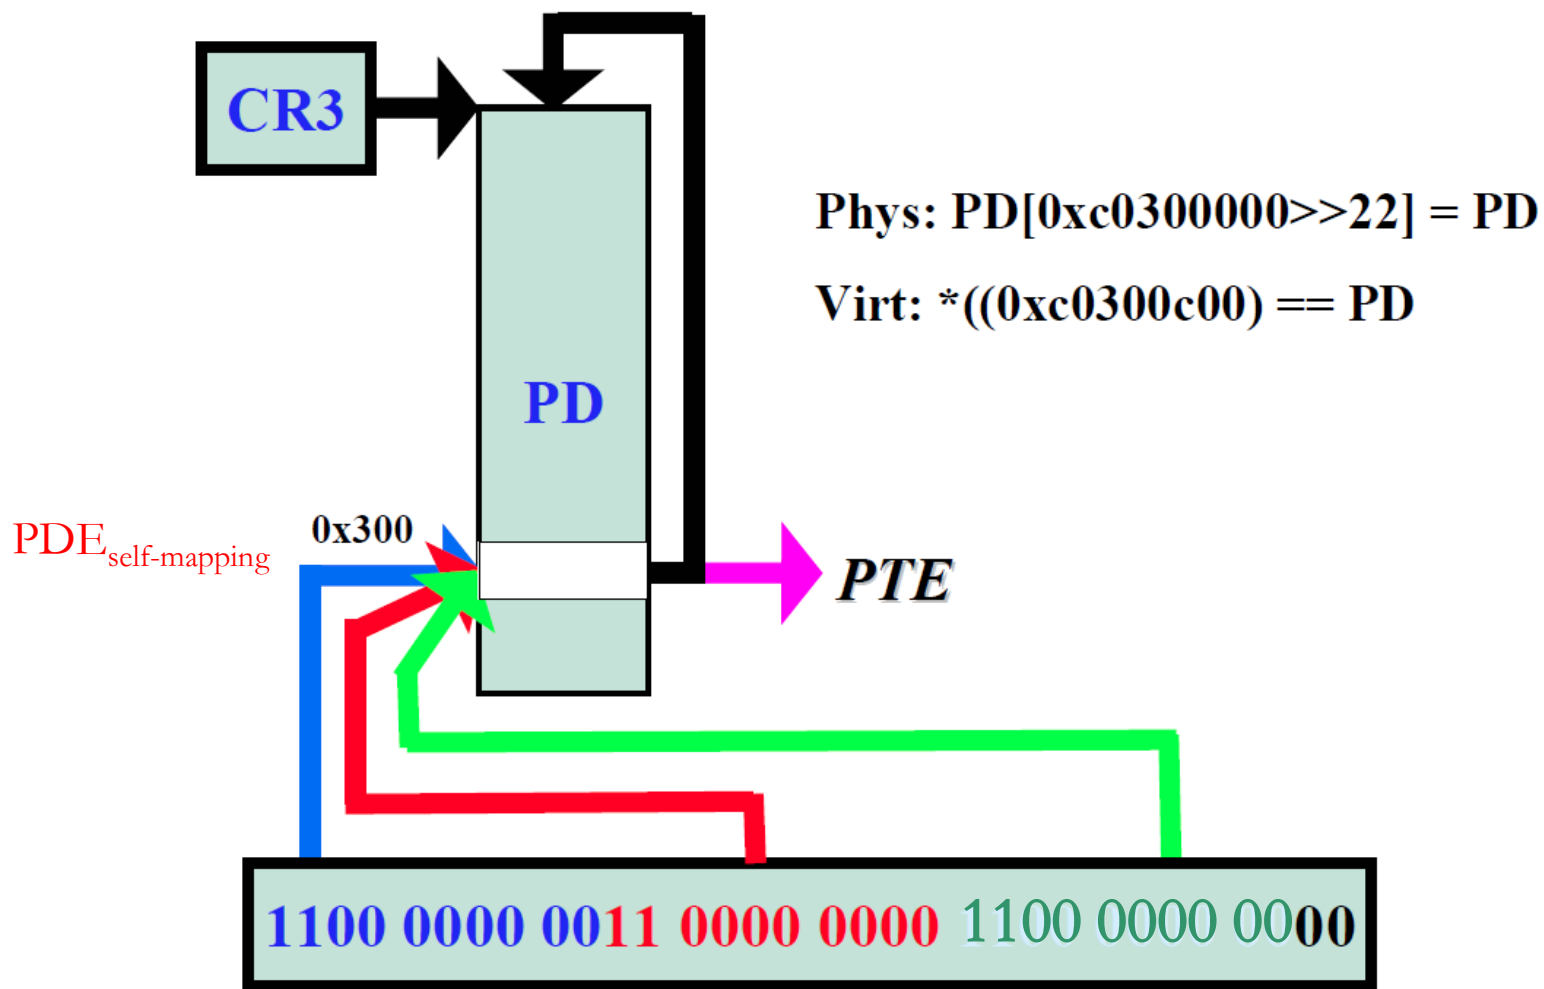 CR3
Phys: PD[0xc0300000>>22] = PD
Virt: *((0xc0300c00) == PD
PD
0x300
PDEself-mapping
PTE
1100 0000 0011 0000 0000 1100 0000 0000